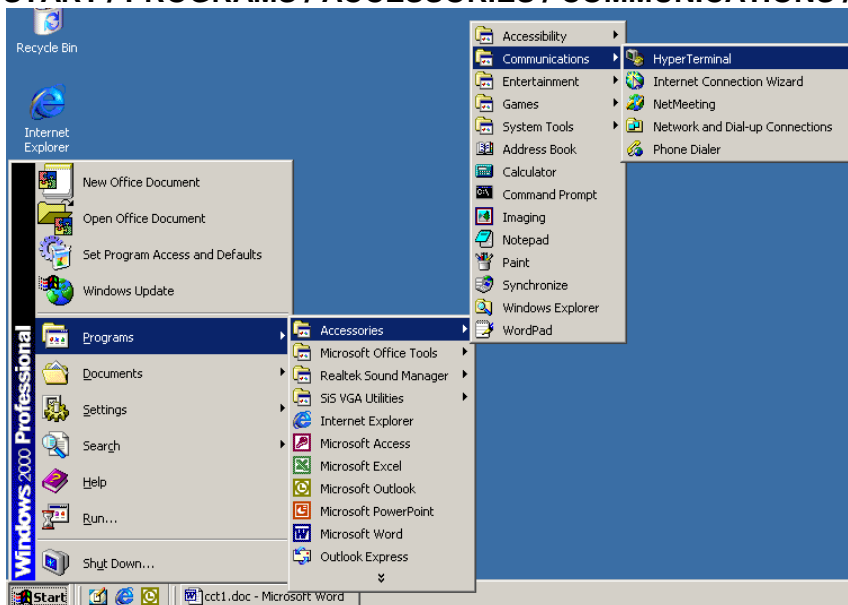 START / PROGRAMS / ACCESSORIES / COMMUNICATIONS /
Recycle Bin
Internet
Explorer
New Office Document
Open Office Document
Set Program Access and Defaults
Windows Update
Programs
Documents
Settings
Search
Help
Run...
Shut Down...
Windows 2000 Professional
Accessories
Microsoft Office Tools
Realtek Sound Manager
SiS VGA Utilities
Internet Explorer
Microsoft Access
Microsoft Excel
Microsoft Outlook
Microsoft PowerPoint
Microsoft Word
Outlook Express
Accessibility
Communications
Entertainment
Games
System Tools
Address Book
Calculator
Command Prompt
Imaging
Notepad
Paint
Synchronize
Windows Explorer
WordPad
HyperTerminal
Internet Connection Wizard
NetMeeting
Network and Dial-up Connections
Phone Dialer
Start
cct1.doc - Microsoft Word